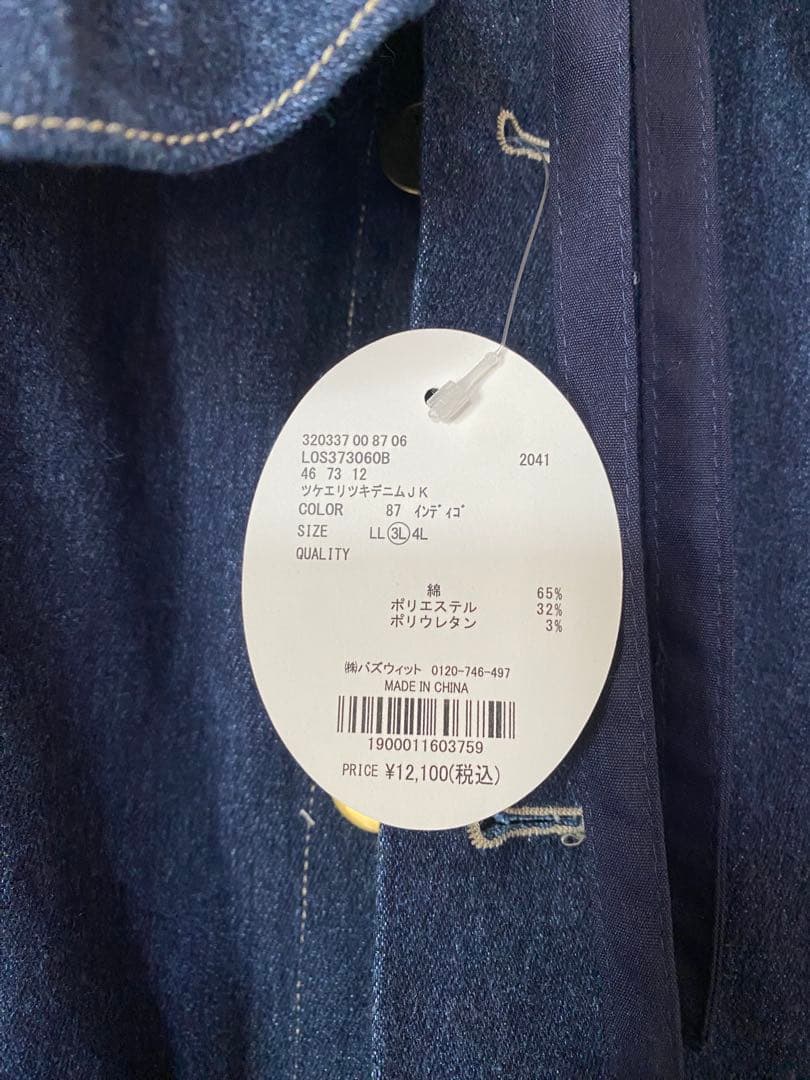 320337 00 87 06
LOS373060B 2041
46 73 12
ツケエリツキデニムJK
COLOR 87 インディゴ
SIZE LL 3L 4L
QUALITY
綿 65%
ポリエステル 32%
ポリウレタン 3%
㈱バズウィット 0120-746-497
MADE IN CHINA
1900011603759
PRICE ¥12,100(税込)